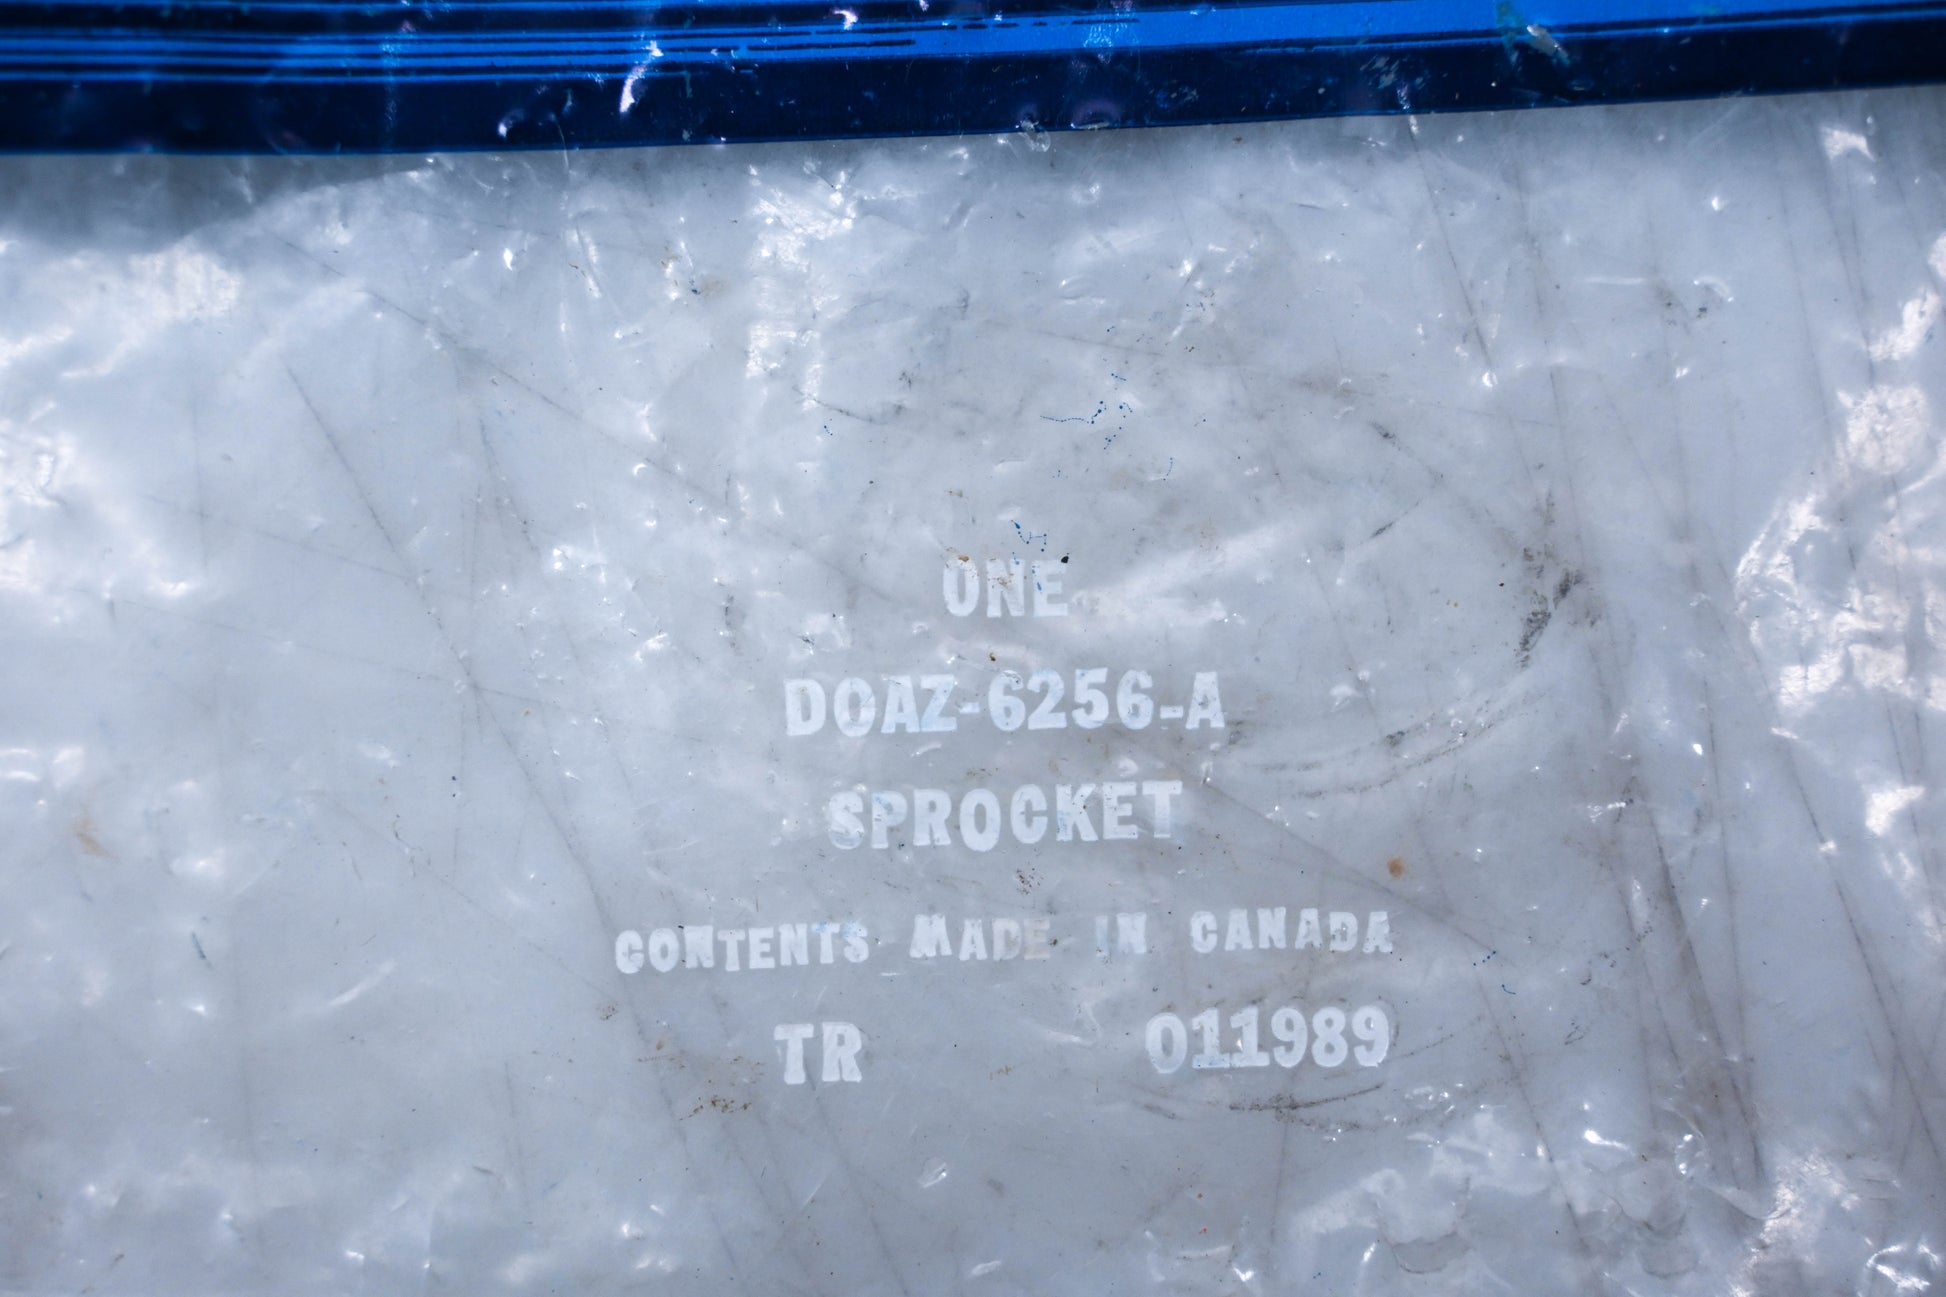 ONE
DOAZ-6256-A
SPROCKET
CONTENTS MADE IN CANADA
TR 011989